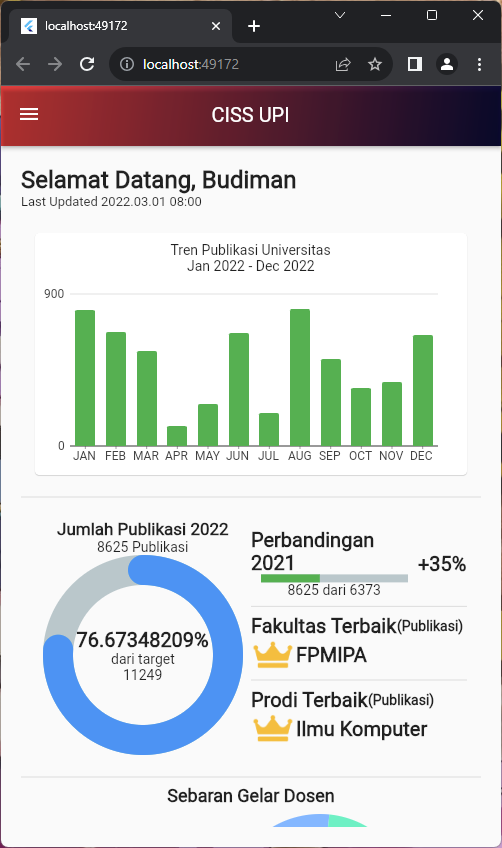 localhost:49172
localhost:49172
CISS UPI
Selamat Datang, Budiman
Last Updated 2022.03.01 08:00
Tren Publikasi Universitas
Jan 2022 - Dec 2022
900
0
JAN FEB MAR APR MAY JUN JUL AUG SEP OCT NOV DEC
Jumlah Publikasi 2022
8625 Publikasi
76.67348209%
dari target
11249
Perbandingan
2021
+35%
8625 dari 6373
Fakultas Terbaik(Publikasi)
FPMIPA
Prodi Terbaik(Publikasi)
Ilmu Komputer
Sebaran Gelar Dosen